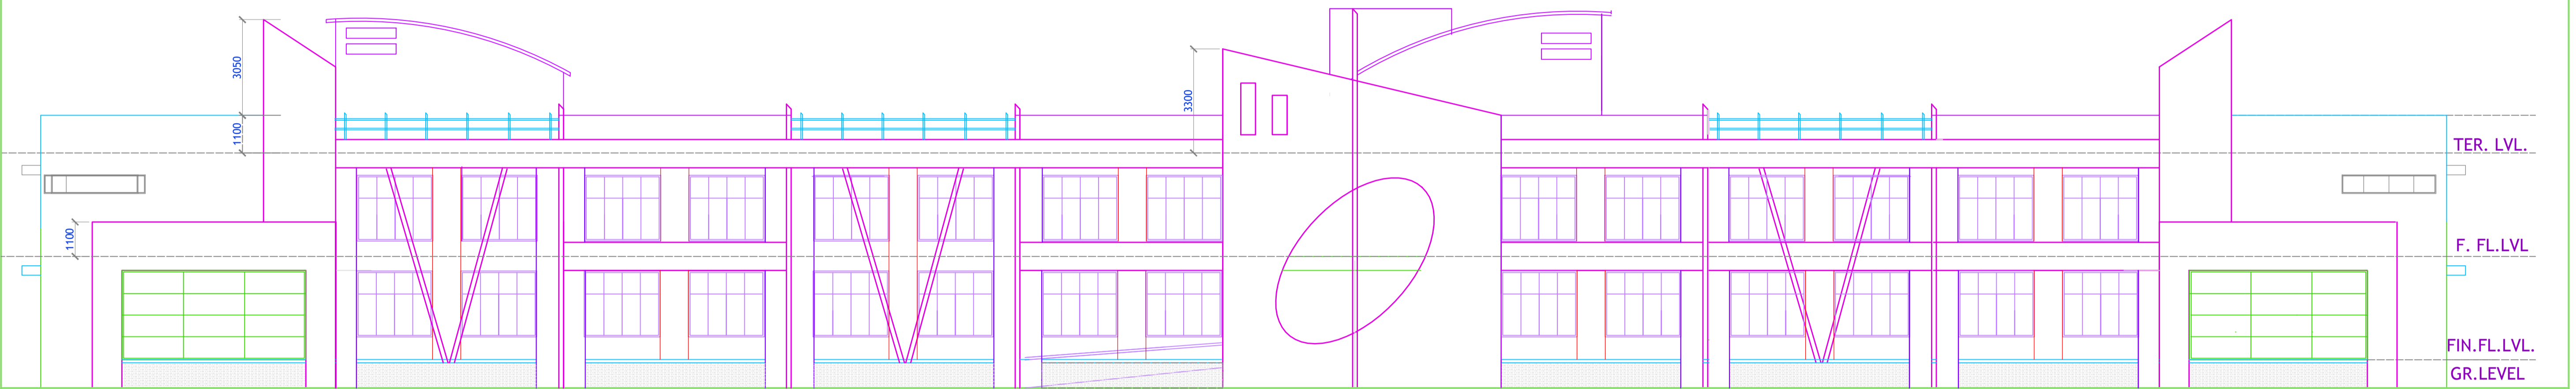 3050
3300
1100
TER. LVL.
1100
F. FL.LVL
FIN.FL.LVL.
GR.LEVEL